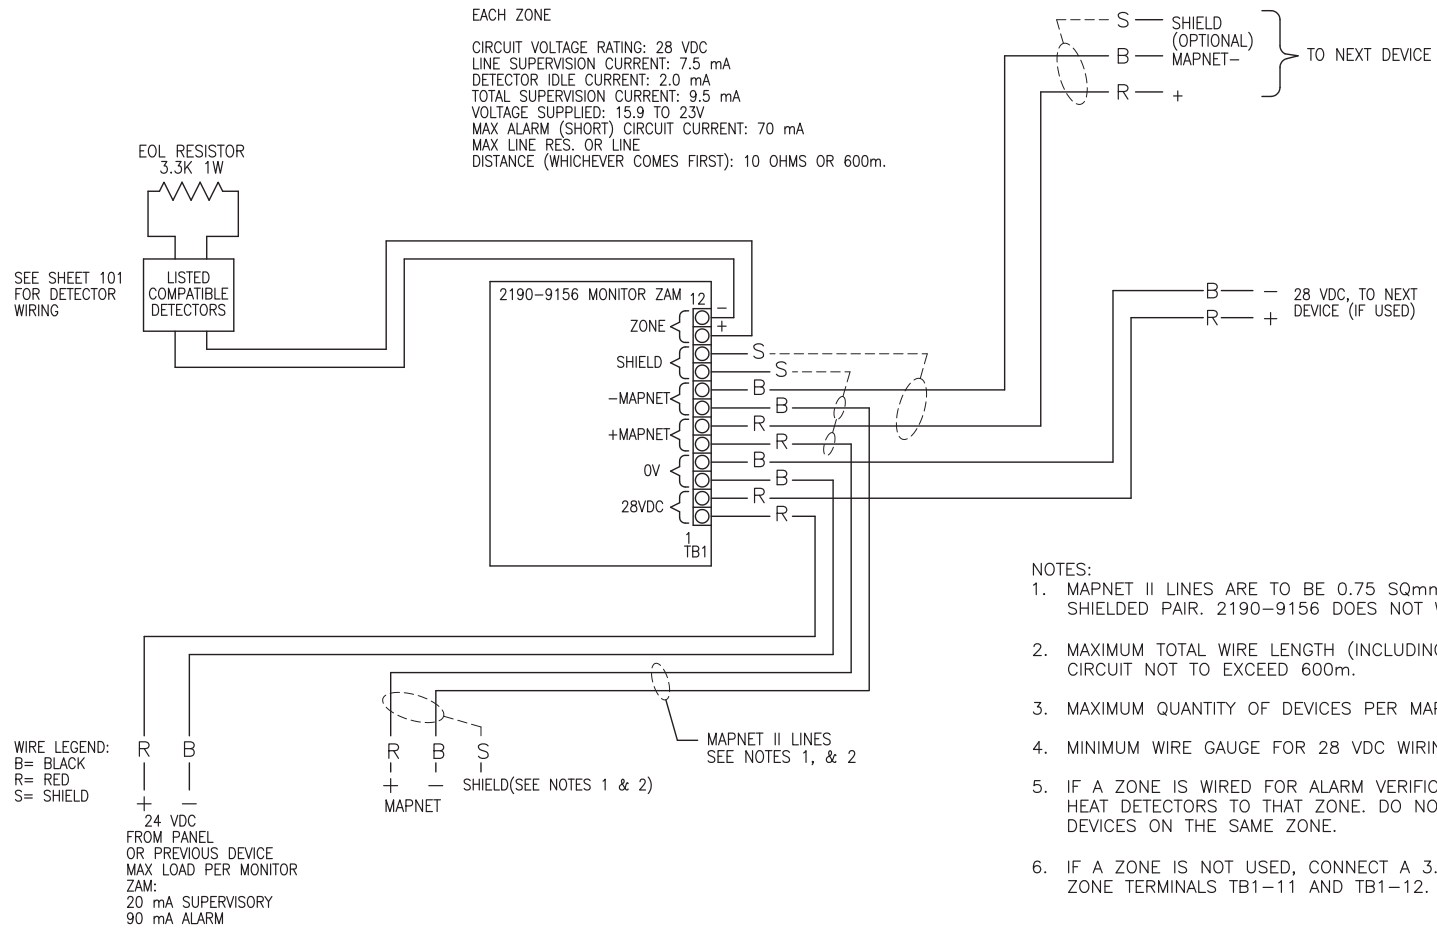 EACH ZONE
CIRCUIT VOLTAGE RATING: 28 VDC
LINE SUPERVISION CURRENT: 7.5 mA
DETECTOR IDLE CURRENT: 2.0 mA
TOTAL SUPERVISION CURRENT: 9.5 mA
VOLTAGE SUPPLIED: 15.9 TO 23V
MAX ALARM (SHORT) CIRCUIT CURRENT: 70 mA
MAX LINE RES. OR LINE
DISTANCE (WHICHEVER COMES FIRST): 10 OHMS OR 600m.
S
SHIELD
(OPTIONAL)
B
MAPNET–
R
+
TO NEXT DEVICE
EOL RESISTOR
3.3K 1W
SEE SHEET 101
FOR DETECTOR
WIRING
LISTED
COMPATIBLE
DETECTORS
2190–9156 MONITOR ZAM
12
–
+
ZONE
SHIELD
–MAPNET
+MAPNET
0V
28VDC
1
TB1
S
S
B
B
R
R
B
B
R
R
B –
R +
28 VDC, TO NEXT
DEVICE (IF USED)
NOTES:
1. MAPNET II LINES ARE TO BE 0.75 SQmm
SHIELDED PAIR. 2190–9156 DOES NOT
2. MAXIMUM TOTAL WIRE LENGTH (INCLUDING
CIRCUIT NOT TO EXCEED 600m.
3. MAXIMUM QUANTITY OF DEVICES PER MAP
4. MINIMUM WIRE GAUGE FOR 28 VDC WIRIN
5. IF A ZONE IS WIRED FOR ALARM VERIFIC
HEAT DETECTORS TO THAT ZONE. DO NO
DEVICES ON THE SAME ZONE.
6. IF A ZONE IS NOT USED, CONNECT A 3.
ZONE TERMINALS TB1–11 AND TB1–12.
WIRE LEGEND:
B= BLACK
R= RED
S= SHIELD
R B
+ –
24 VDC
FROM PANEL
OR PREVIOUS DEVICE
MAX LOAD PER MONITOR
ZAM:
20 mA SUPERVISORY
90 mA ALARM
R B S
+ –
MAPNET
SHIELD(SEE NOTES 1 & 2)
MAPNET II LINES
SEE NOTES 1, & 2